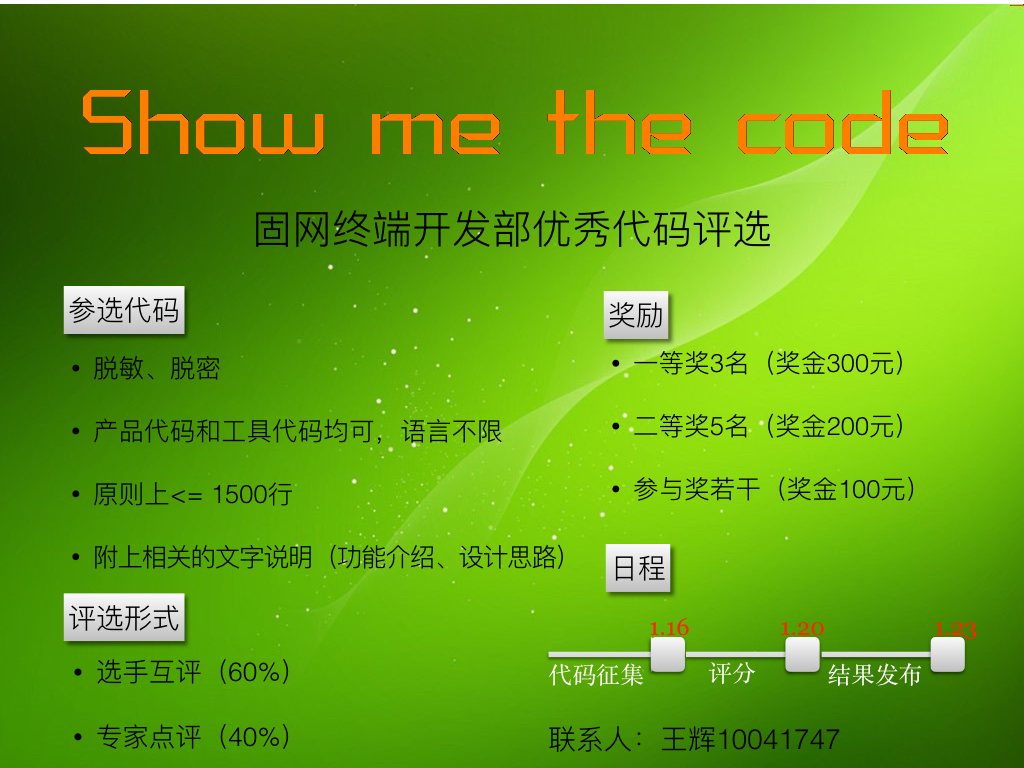 Show me the code
固网终端开发部优秀代码评选
参选代码
• 脱敏、脱密
• 产品代码和工具代码均可，语言不限
• 原则上<= 1500行
• 附上相关的文字说明（功能介绍、设计思路）
评选形式
• 选手互评（60%）
• 专家点评（40%）
奖励
• 一等奖3名（奖金300元）
• 二等奖5名（奖金200元）
• 参与奖若干（奖金100元）
日程
1.16 1.20 1.23
代码征集 评分 结果发布
联系人：王辉10041747